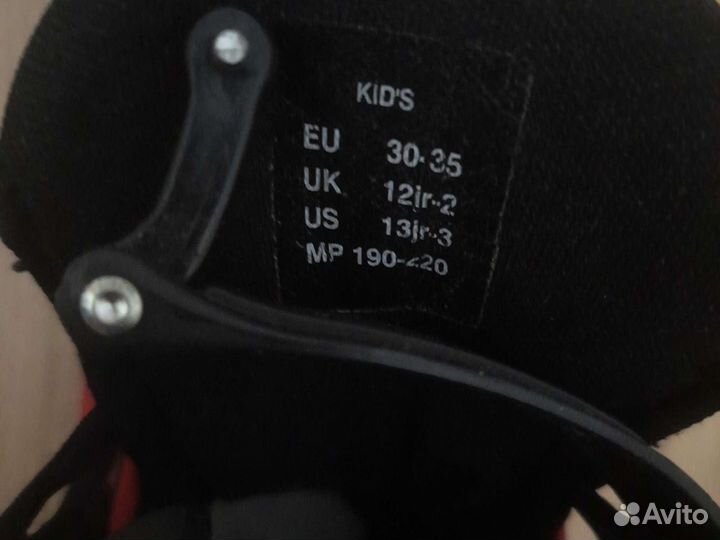 KID'S
EU 30-35
UK 12jr-2
US 13jr-3
MP 190-220
Avito